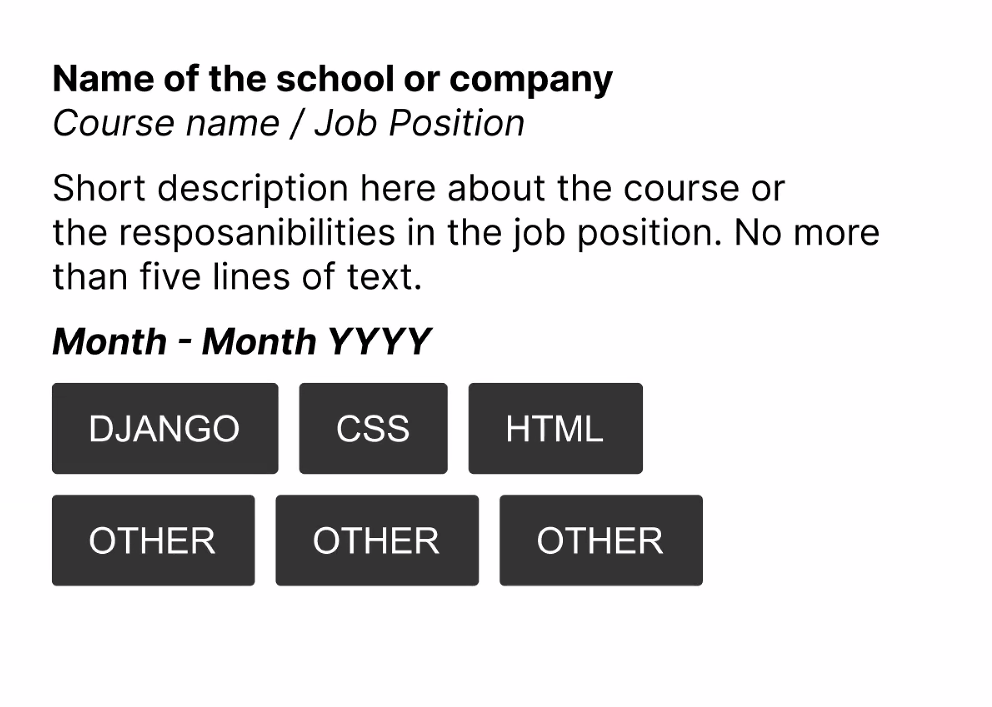 Name of the school or company
Course name / Job Position
Short description here about the course or
the resposanibilities in the job position. No more
than five lines of text.
Month - Month YYYY
DJANGO CSS HTML
OTHER OTHER OTHER